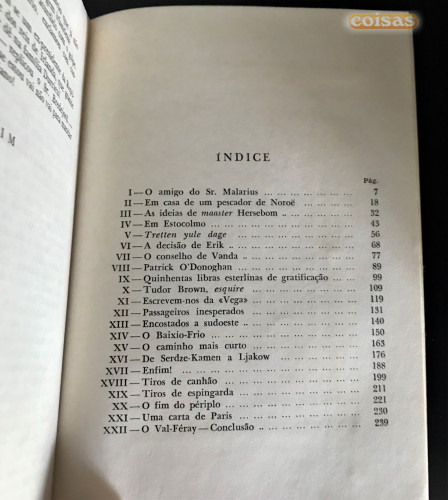 coisas
I M
ÍNDICE
Pág.
I — O amigo do Sr. Malarius ... ... ... ... ... ... 7
II — Em casa de um pescador de Noroë ... ... ... ... 18
III — As ideias de maaster Hersebom .. ... ... ... ... 32
IV — Em Estocolmo ... ... ... ... ... ... ... ... 43
V — Tretten yule dage ... ... ... ... ... ... ... 56
VI — A decisão de Erik .. ... ... ... ... ... ... 68
VII — O conselho de Vanda .. ... ... ... ... ... ... 77
VIII — Patrick O'Donoghan ... ... ... ... ... ... ... 89
IX — Quinhentas libras esterlinas de gratificação ... ... 99
X — Tudor Brown, esquire ... ... ... ... ... ... 109
XI — Escrevem-nos da «Vega» ... ... ... ... ... ... 119
XII — Passageiros inesperados ... ... ... ... ... ... 131
XIII — Encostados a sudoeste .. ... ... ... ... ... ... 140
XIV — O Baixio-Frio ... ... ... ... ... ... ... ... 150
XV — O caminho mais curto ... ... ... ... ... ... 163
XVI — De Serdze-Kamen a Ljakow ... ... ... ... ... 176
XVII — Enfim! ... ... ... ... ... ... ... ... ... 188
XVIII — Tiros de canhão ... ... ... ... ... ... ... 199
XIX — Tiros de espingarda ... ... ... ... ... ... ... 211
XX — O fim do périplo ... ... ... ... ... ... ... 221
XXI — Uma carta de Paris ... ... ... ... ... ... ... 230
XXII — O Val-Féray — Conclusão .. ... ... ... ... ... 239